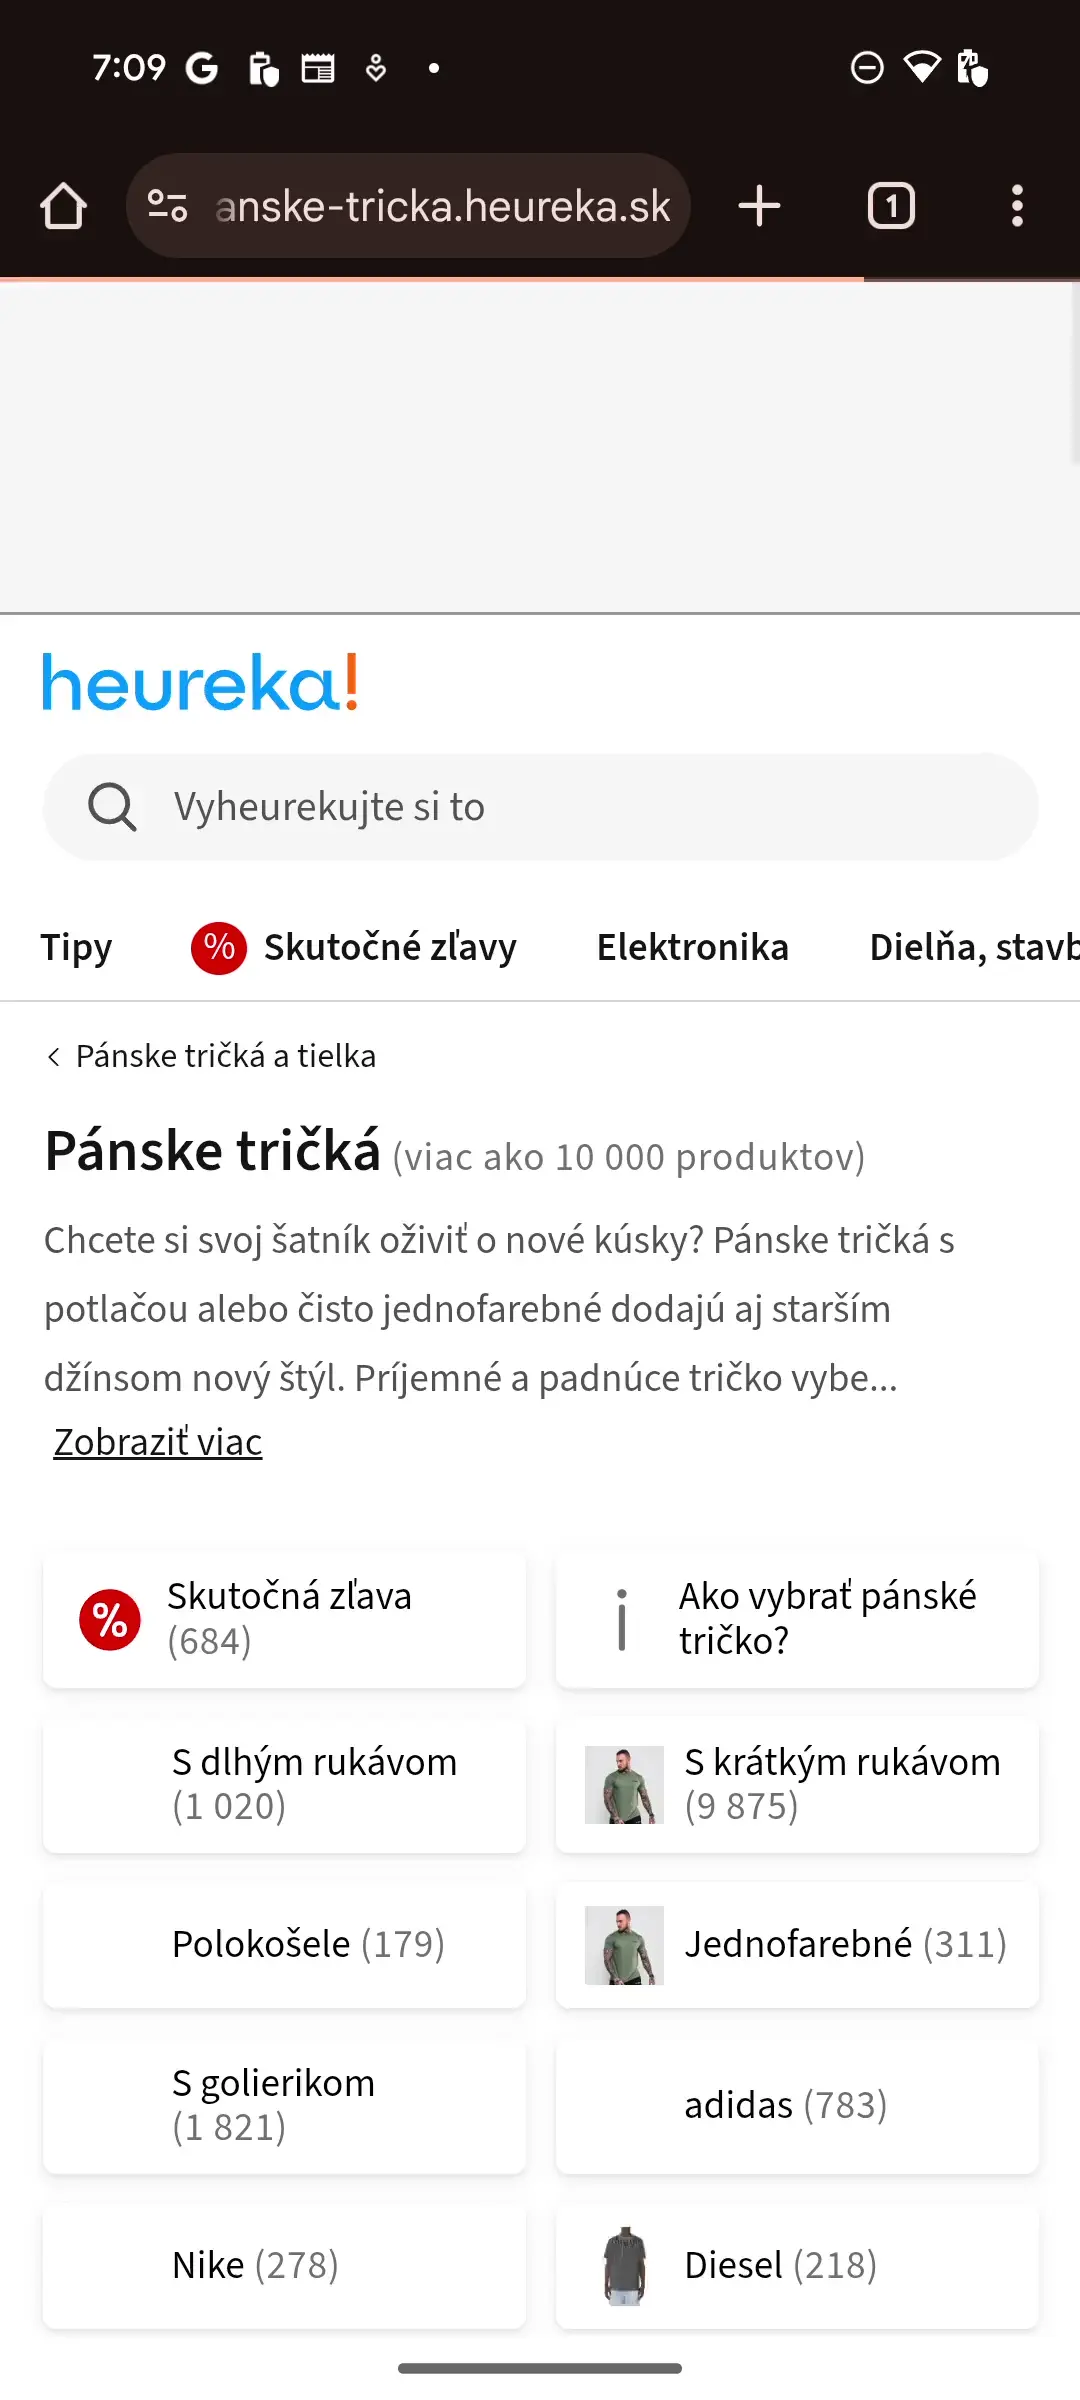 7:09
anske-tricka.heureka.sk
1
heureka!
Vyheurekujte si to
Tipy
% Skutočné zľavy
Elektronika
Dielňa, stavb
Pánske tričká a tielka
Pánske tričká (viac ako 10 000 produktov)
Chcete si svoj šatník oživiť o nové kúsky? Pánske tričká s
potlačou alebo čisto jednofarebné dodajú aj starším
džínsom nový štýl. Príjemné a padnúce tričko vybe...
Zobraziť viac
% Skutočná zľava
(684)
Ako vybrať pánské
tričko?
S dlhým rukávom
(1 020)
S krátkým rukávom
(9 875)
Polokošele (179)
Jednofarebné (311)
S golierikom
(1 821)
adidas (783)
Nike (278)
Diesel (218)